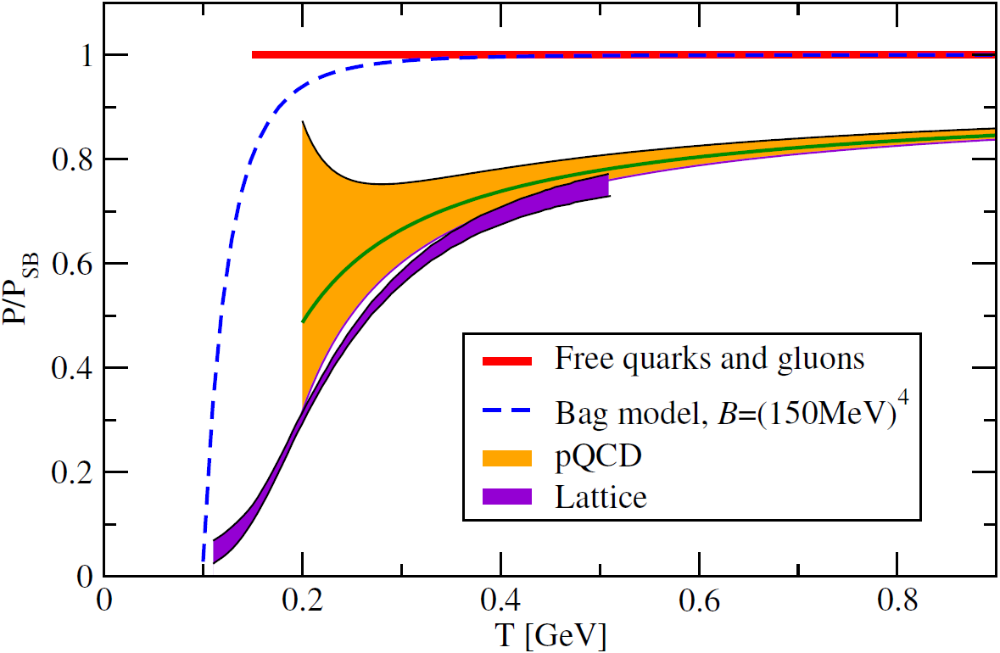 1
0.8
0.6
0.4
0.2
0
P/P_SB
0
0.2
0.4
0.6
0.8
T [GeV]
Free quarks and gluons
Bag model, B=(150MeV)^4
pQCD
Lattice